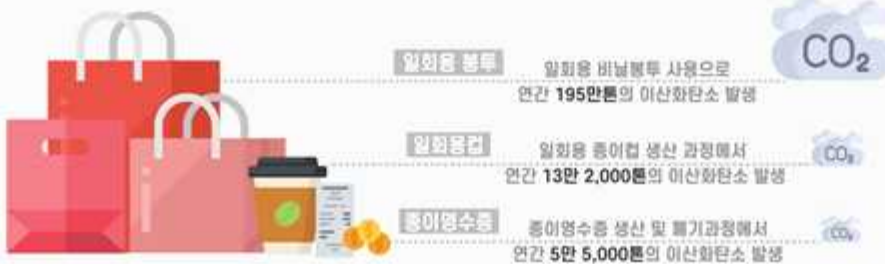 일회용 봉투
일회용 비닐봉투 사용으로
연간 195만톤의 이산화탄소 발생
CO₂
일회용컵
일회용 종이컵 생산 과정에서
연간 13만 2,000톤의 이산화탄소 발생
CO₂
종이영수증
종이영수증 생산 및 폐기과정에서
연간 5만 5,000톤의 이산화탄소 발생
CO₂